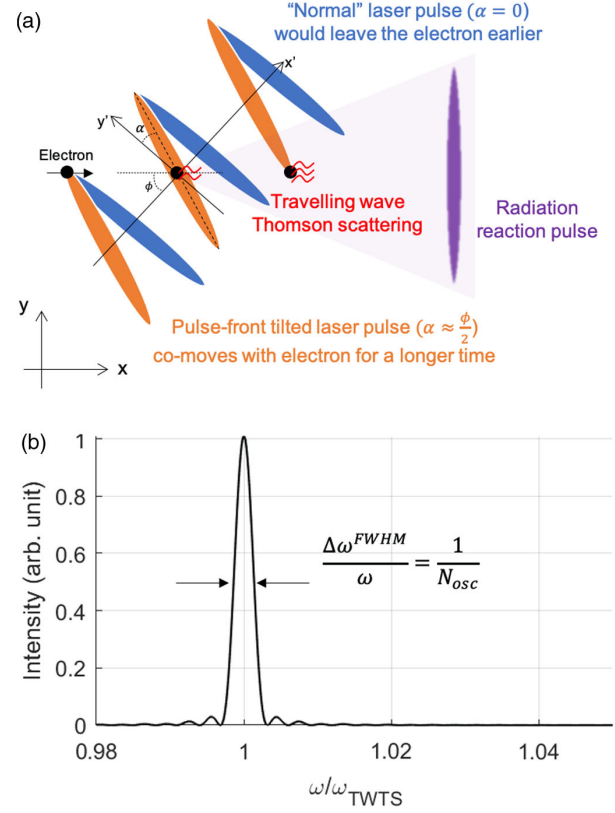 (a)
“Normal” laser pulse (α = 0)
would leave the electron earlier
x'
y'
α
Electron
ϕ
Travelling wave
Thomson scattering
Radiation
reaction pulse
y
x
Pulse-front tilted laser pulse (α ≈ ϕ/2)
co-moves with electron for a longer time
(b)
Intensity (arb. unit)
1
0.8
0.6
0.4
0.2
0
Δω^FWHM/ω = 1/N_osc
0.98
1
1.02
1.04
ω/ω_TWTS